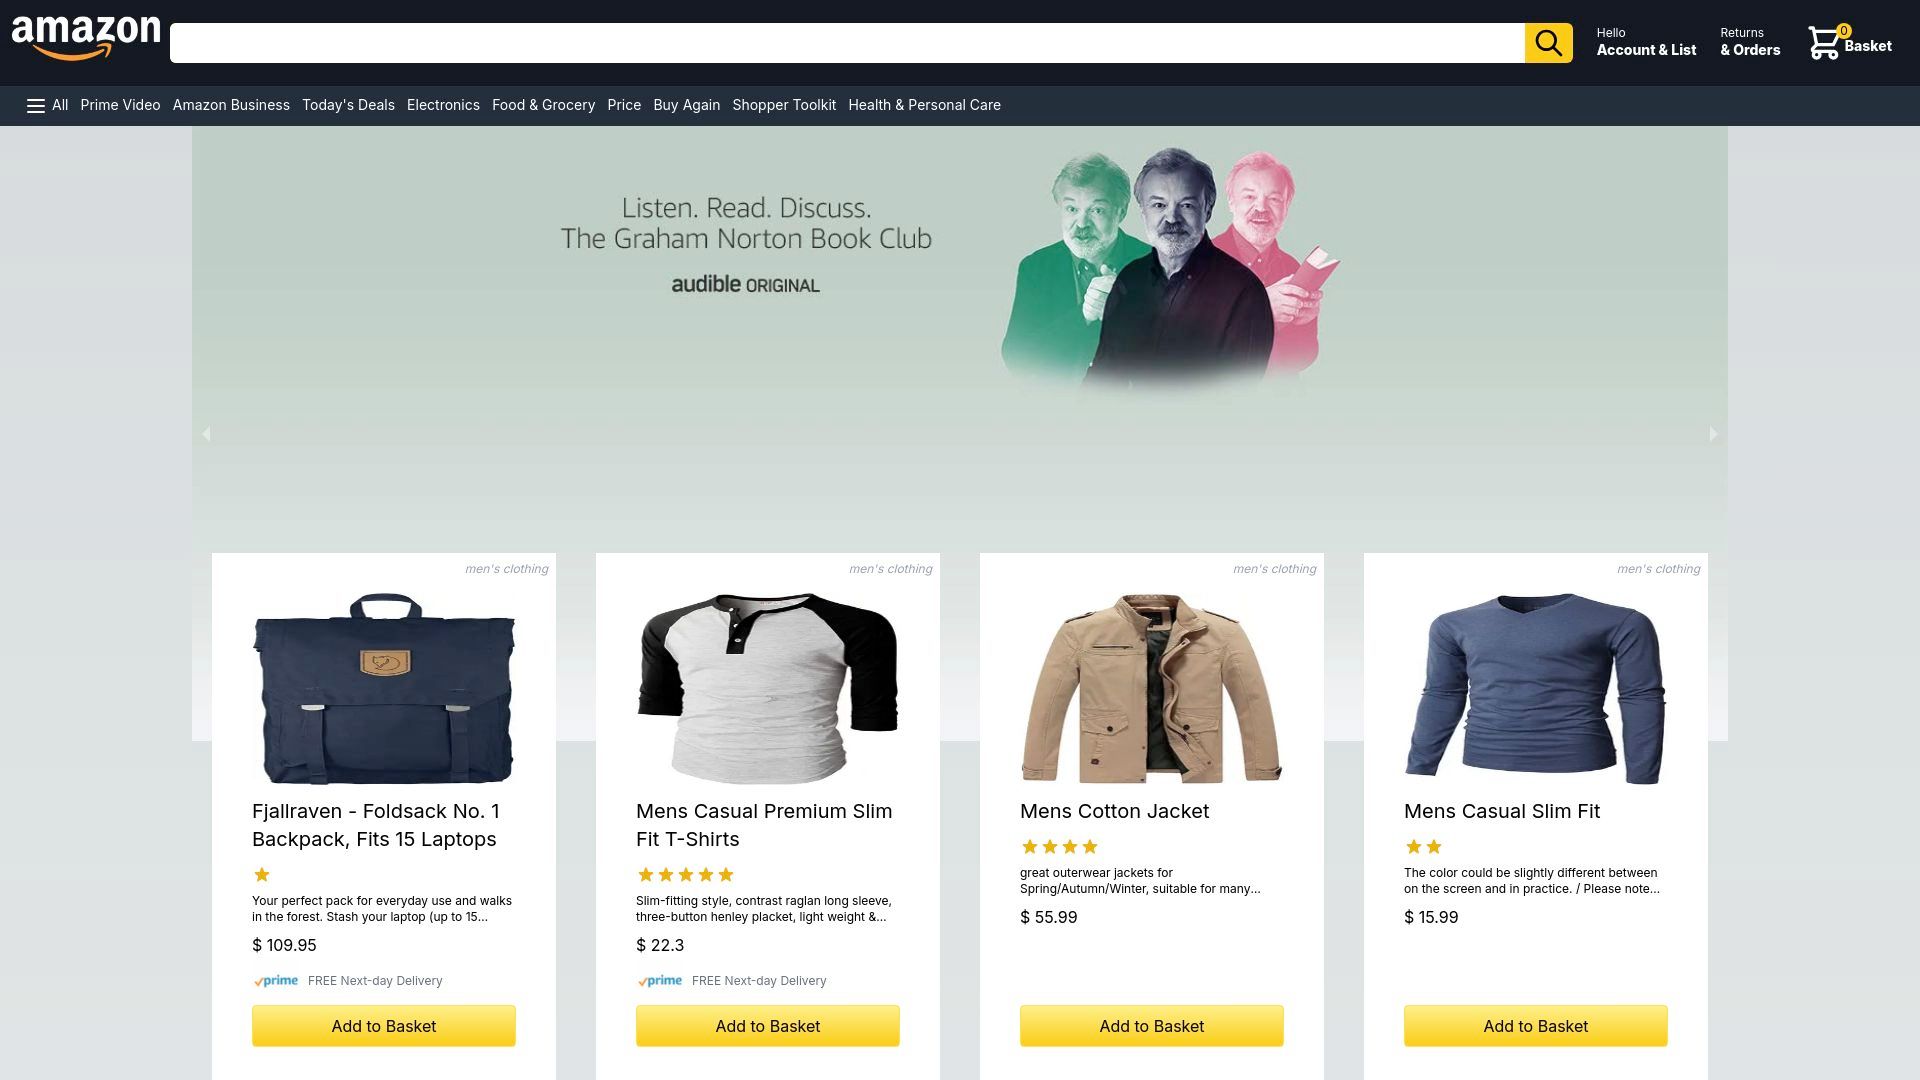 amazon
Hello
Account & List
Returns
& Orders
0
Basket
All Prime Video Amazon Business Today's Deals Electronics Food & Grocery Price Buy Again Shopper Toolkit Health & Personal Care
Listen. Read. Discuss.
The Graham Norton Book Club
audible ORIGINAL
men's clothing
Fjallraven - Foldsack No. 1
Backpack, Fits 15 Laptops
Your perfect pack for everyday use and walks
in the forest. Stash your laptop (up to 15...
$ 109.95
prime FREE Next-day Delivery
Add to Basket
men's clothing
Mens Casual Premium Slim
Fit T-Shirts
Slim-fitting style, contrast raglan long sleeve,
three-button henley placket, light weight &...
$ 22.3
prime FREE Next-day Delivery
Add to Basket
men's clothing
Mens Cotton Jacket
great outerwear jackets for
Spring/Autumn/Winter, suitable for many...
$ 55.99
Add to Basket
men's clothing
Mens Casual Slim Fit
The color could be slightly different between
on the screen and in practice. / Please note...
$ 15.99
Add to Basket